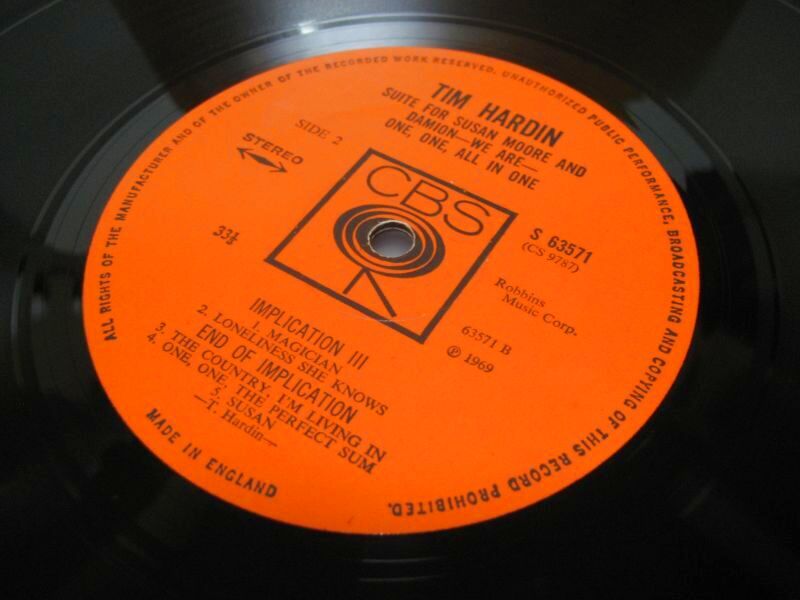 ALL RIGHTS OF THE MANUFACTURER AND OF THE OWNER OF THE RECORDED WORK RESERVED. UNAUTHORIZED PUBLIC PERFORMANCE, BROADCASTING AND COPYING OF THIS RECORD PROHIBITED.
TIM HARDIN
SUITE FOR SUSAN MOORE AND
DAMION—WE ARE—
ONE, ONE, ALL IN ONE
SIDE 2
STEREO
CBS
33⅓
S 63571
(CS 9787)
Robbins
Music Corp.
63571 B
℗ 1969
IMPLICATION III
1. MAGICIAN
2. LONELINESS SHE KNOWS
END OF IMPLICATION
3. THE COUNTRY, I'M LIVING IN
4. ONE, ONE, THE PERFECT SUM
5. SUSAN
—T. Hardin—
MADE IN ENGLAND